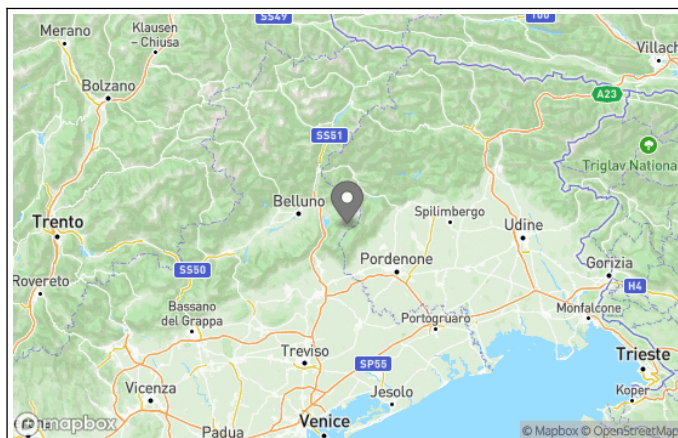 Merano
Klausen
– Chiusa
SS49
Villach
Bolzano
A23
SS51
Triglav National
Belluno
Spilimbergo
Trento
Udine
Pordenone
SS50
Gorizia
H4
Rovereto
Bassano
del Grappa
Monfalcone
Portogruaro
Treviso
SP55
Trieste
Vicenza
Jesolo
Koper
mapbox
Venice
Padua
© Mapbox © OpenStreetMap